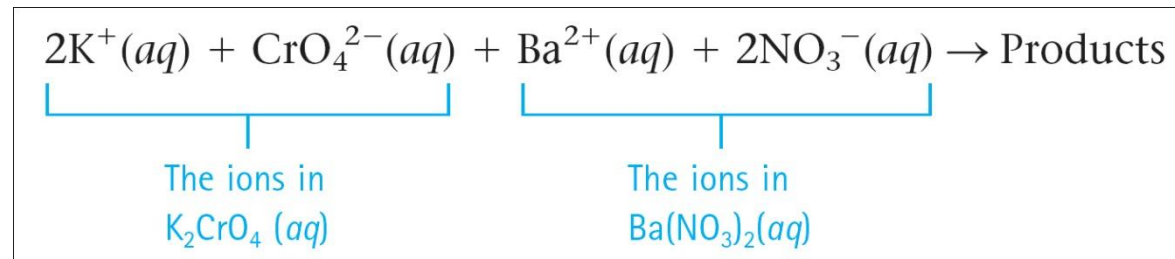 2K⁺(aq) + CrO₄²⁻(aq) + Ba²⁺(aq) + 2NO₃⁻(aq) → Products
The ions in
K₂CrO₄ (aq)
The ions in
Ba(NO₃)₂(aq)